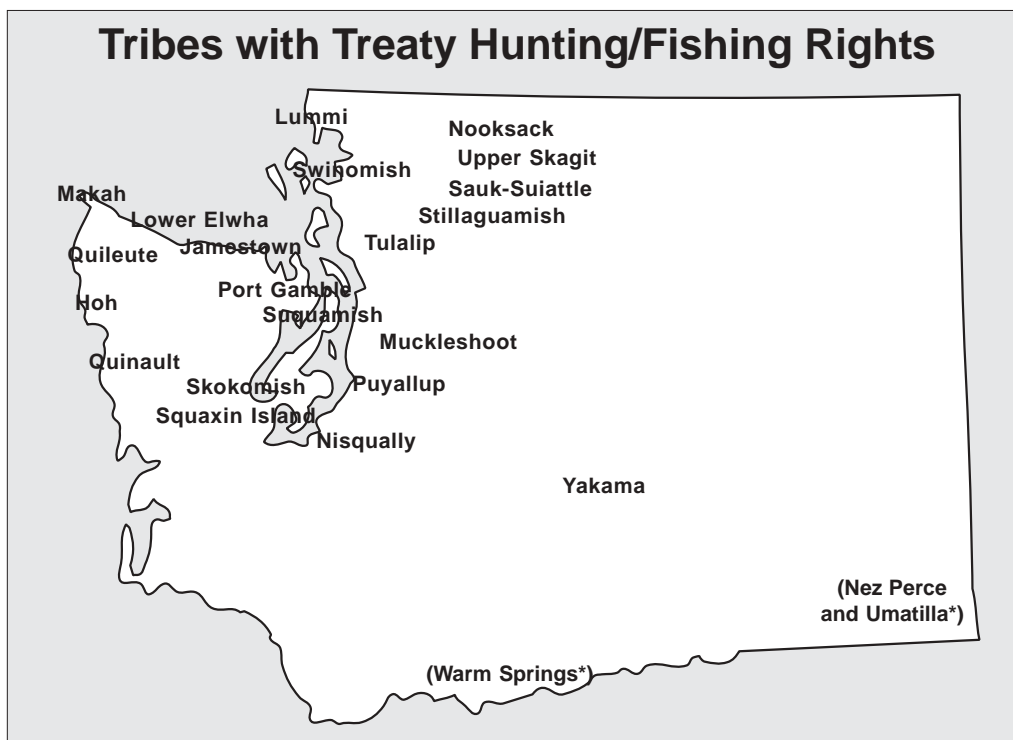 Tribes with Treaty Hunting/Fishing Rights
Lummi
Nooksack
Upper Skagit
Swinomish
Sauk-Suiattle
Makah
Stillaguamish
Lower Elwha
Tulalip
Jamestown
Quileute
Port Gamble
Hoh
Suquamish
Muckleshoot
Quinault
Puyallup
Skokomish
Squaxin Island
Nisqually
Yakama
(Nez Perce
and Umatilla*)
(Warm Springs*)